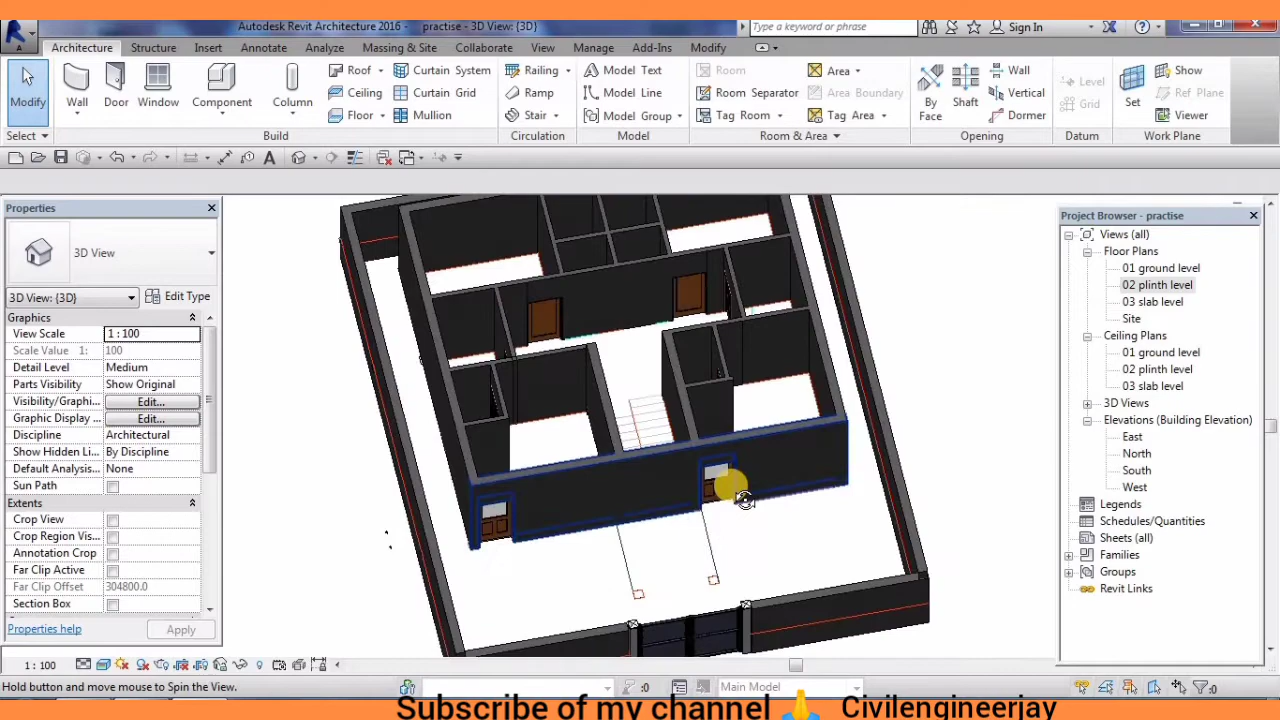 Autodesk Revit Architecture 2016 - practise - 3D View: {3D}
Type a keyword or phrase
Sign In
Architecture Structure Insert Annotate Analyze Massing & Site Collaborate View Manage Add-Ins Modify
Modify
Wall
Door
Window
Component
Column
Roof
Ceiling
Floor
Curtain System
Curtain Grid
Mullion
Railing
Ramp
Stair
Model Text
Model Line
Model Group
Room
Room Separator
Tag Room
Area
Area Boundary
Tag Area
By Face
Shaft
Wall
Vertical
Dormer
Level
Grid
Set
Show
Ref Plane
Viewer
Select
Build
Circulation
Model
Room & Area
Opening
Datum
Work Plane
Properties
3D View
3D View: {3D}
Edit Type
Graphics
View Scale 1 : 100
Scale Value 1: 100
Detail Level Medium
Parts Visibility Show Original
Visibility/Graphi... Edit...
Graphic Display ... Edit...
Discipline Architectural
Show Hidden Li... By Discipline
Default Analysis... None
Sun Path
Extents
Crop View
Crop Region Vis...
Annotation Crop
Far Clip Active
Far Clip Offset 304800.0
Section Box
Properties help
Apply
Project Browser - practise
Views (all)
Floor Plans
01 ground level
02 plinth level
03 slab level
Site
Ceiling Plans
01 ground level
02 plinth level
03 slab level
3D Views
Elevations (Building Elevation)
East
North
South
West
Legends
Schedules/Quantities
Sheets (all)
Families
Groups
Revit Links
1 : 100
Hold button and move mouse to Spin the View.
:0
Main Model
:0
Subscribe of my channel 🙏 Civilengineerjay